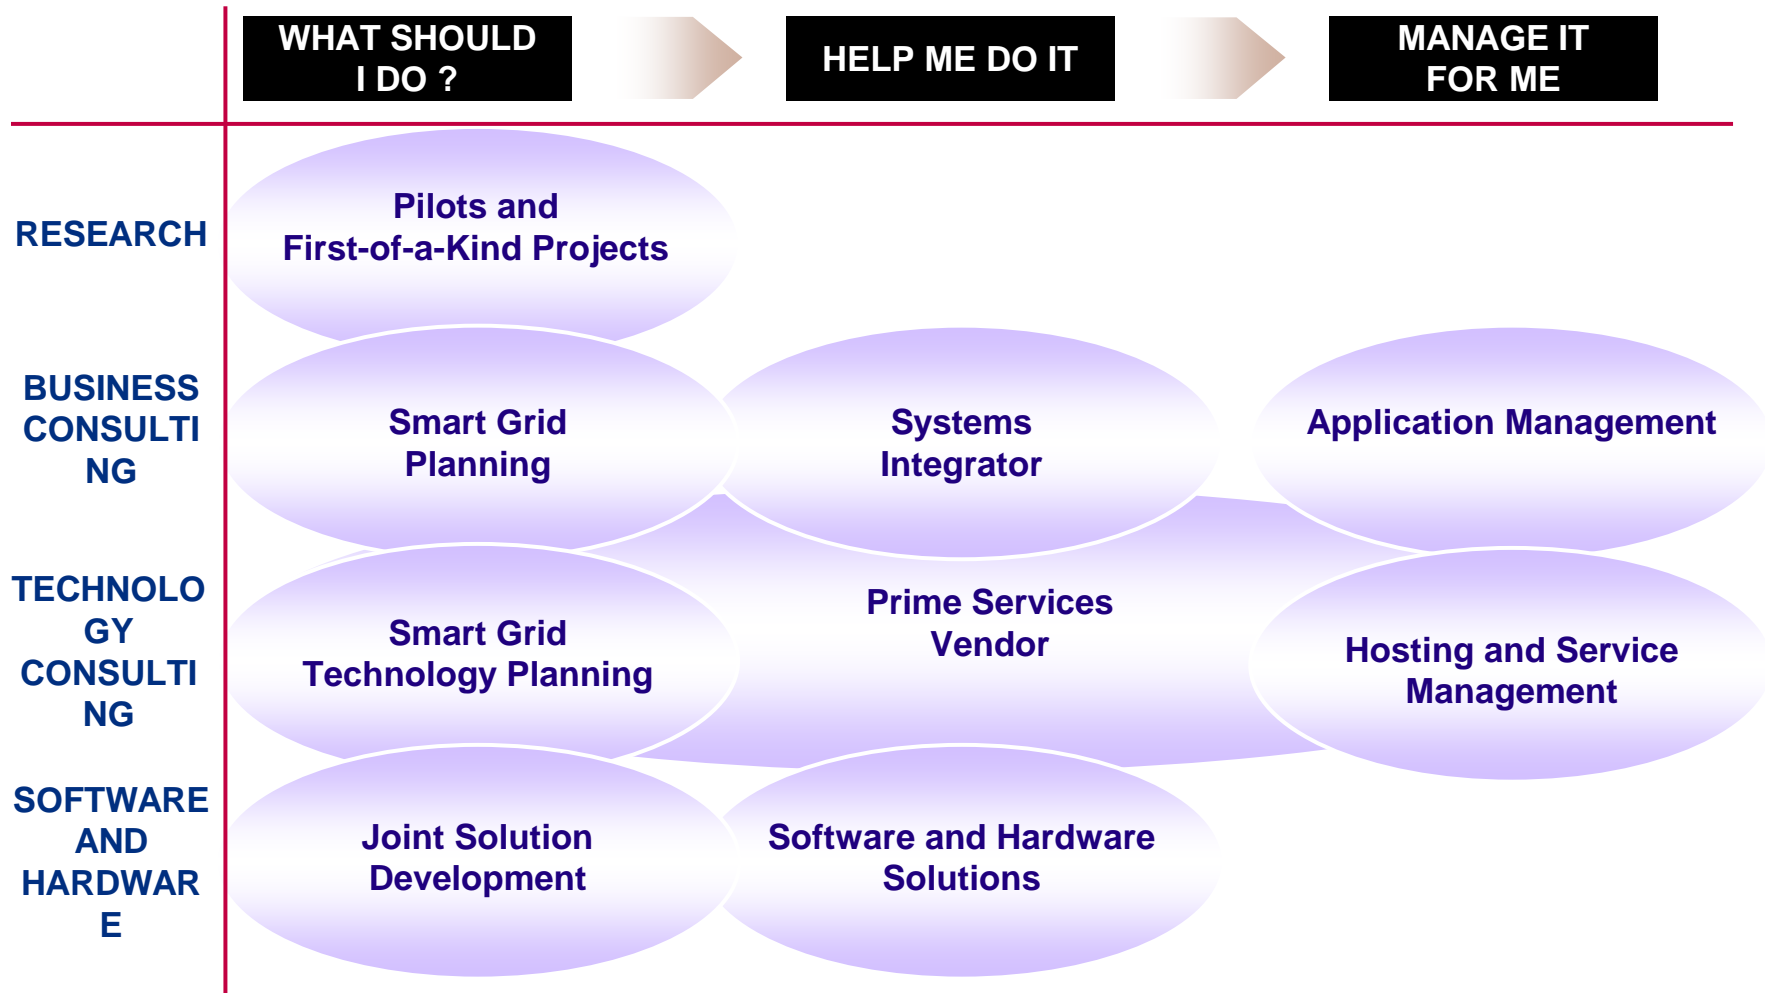 WHAT SHOULD
I DO ?
HELP ME DO IT
MANAGE IT
FOR ME
RESEARCH
Pilots and
First-of-a-Kind Projects
BUSINESS
CONSULTI
NG
Smart Grid
Planning
Systems
Integrator
Application Management
TECHNOLO
GY
CONSULTI
NG
Smart Grid
Technology Planning
Prime Services
Vendor
Hosting and Service
Management
SOFTWARE
AND
HARDWAR
E
Joint Solution
Development
Software and Hardware
Solutions